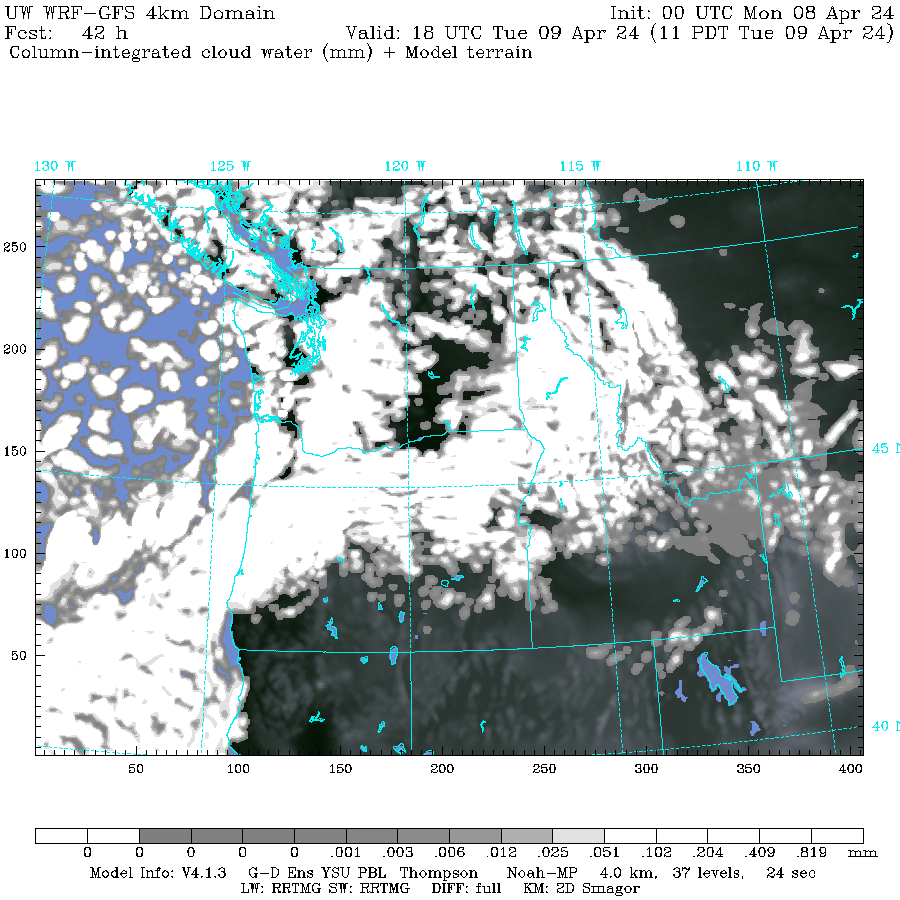 UW WRF-GFS 4km Domain Init: 00 UTC Mon 08 Apr 24
Fcst: 42 h Valid: 18 UTC Tue 09 Apr 24 (11 PDT Tue 09 Apr 24)
Column-integrated cloud water (mm) + Model terrain
130 W 125 W 120 W 115 W 110 W
250
200
150
45 N
100
50
40 N
50 100 150 200 250 300 350 400
0 0 0 0 .001 .003 .006 .012 .025 .051 .102 .204 .409 .819 mm
Model Info: V4.1.3 G-D Ens YSU PBL Thompson Noah-MP 4.0 km, 37 levels, 24 sec
LW: RRTMG SW: RRTMG DIFF: full KM: 2D Smagor